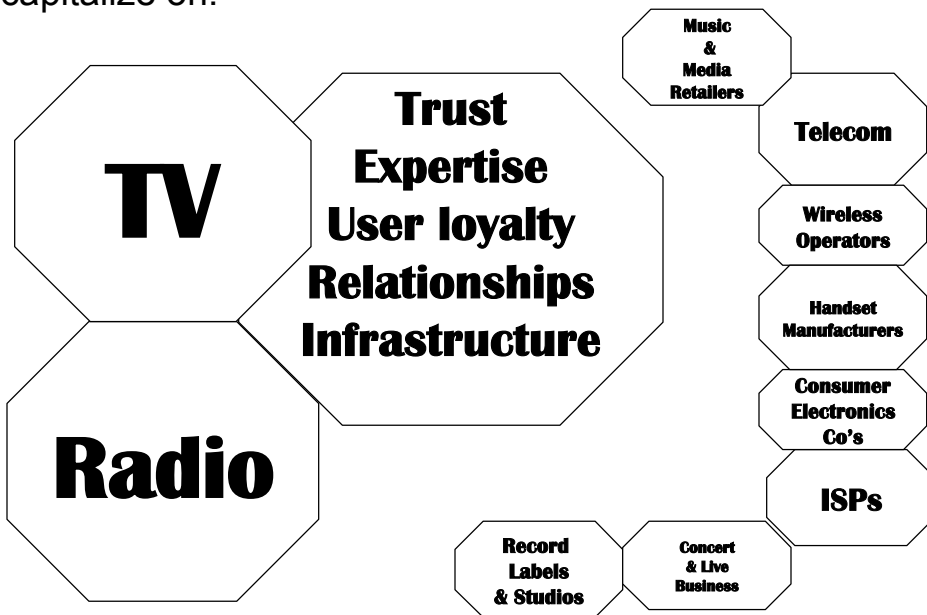 capitalize on:
Music
&
Media
Retailers
TV
Trust
Expertise
User loyalty
Relationships
Infrastructure
Telecom
Wireless
Operators
Handset
Manufacturers
Consumer
Electronics
Co’s
Radio
ISPs
Record
Labels
& Studios
Concert
& Live
Business